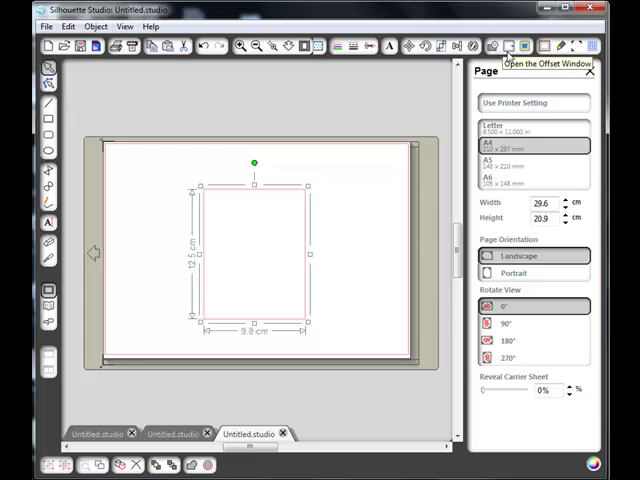 Silhouette Studio: Untitled.studio
File Edit Object View Help
Open the Offset Window
Page
Use Printer Setting
Letter
8.500 x 11.000 in
A4
210 x 297 mm
A5
148 x 210 mm
A6
105 x 148 mm
Width 29.6 cm
Height 20.9 cm
Page Orientation
Landscape
Portrait
Rotate View
0°
90°
180°
270°
Reveal Carrier Sheet
0% %
12.5 cm
9.8 cm
Untitled.studio Untitled.studio Untitled.studio